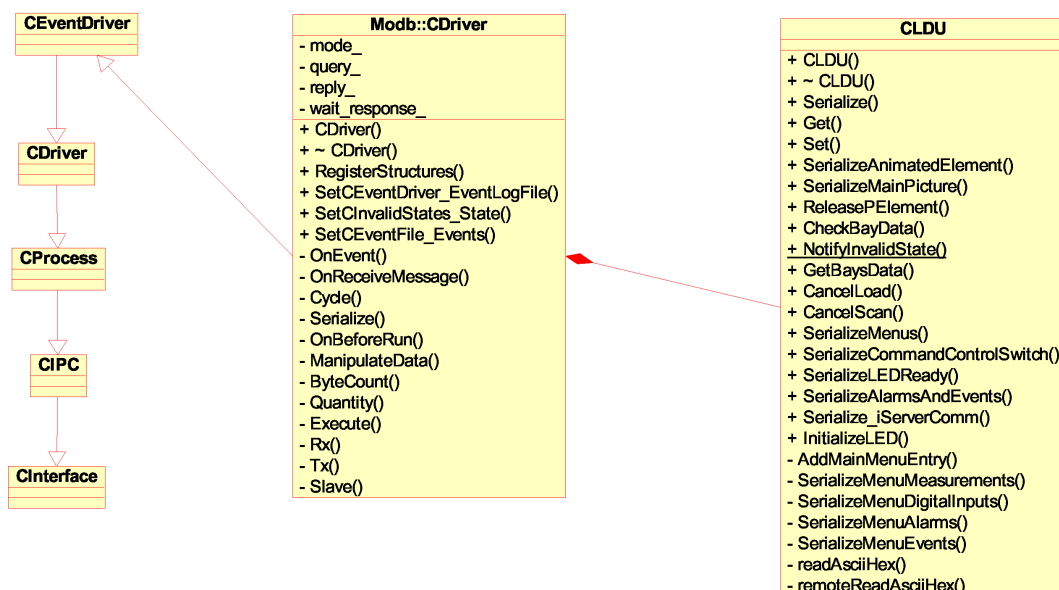 CEventDriver
CDriver
CProcess
CIPC
CInterface
Modb::CDriver
- mode_
- query_
- reply_
- wait_response_
+ CDriver()
+ ~ CDriver()
+ RegisterStructures()
+ SetCEventDriver_EventLogFile()
+ SetCInvalidStates_State()
+ SetCEventFile_Events()
- OnEvent()
- OnReceiveMessage()
- Cycle()
- Serialize()
- OnBeforeRun()
- ManipulateData()
- ByteCount()
- Quantity()
- Execute()
- Rx()
- Tx()
- Slave()
CLDU
+ CLDU()
+ ~ CLDU()
+ Serialize()
+ Get()
+ Set()
+ SerializeAnimatedElement()
+ SerializeMainPicture()
+ ReleasePElement()
+ CheckBayData()
+ NotifyInvalidState()
+ GetBaysData()
+ CancelLoad()
+ CancelScan()
+ SerializeMenus()
+ SerializeCommandControlSwitch()
+ SerializeLEDReady()
+ SerializeAlarmsAndEvents()
+ Serialize_iServerComm()
+ InitializeLED()
- AddMainMenuEntry()
- SerializeMenuMeasurements()
- SerializeMenuDigitalInputs()
- SerializeMenuAlarms()
- SerializeMenuEvents()
- readAsciiHex()
- remoteReadAsciiHex()